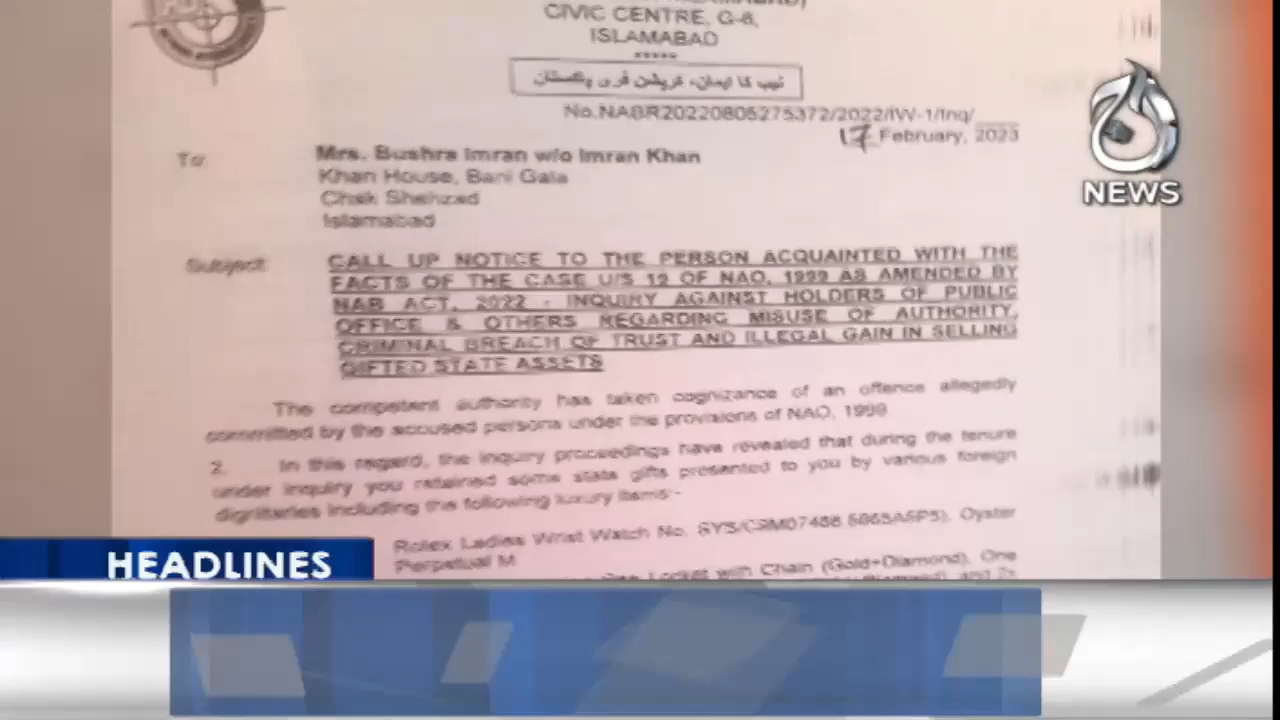 CIVIC CENTRE, G-6,
ISLAMABAD
*****
نیب کا ایمان، کرپشن فری پاکستان
No.NABR20220805275372/2022/IW-1/Inq/
17 February, 2023
To
Mrs. Bushra Imran w/o Imran Khan
Khan House, Bani Gala
Chak Shehzad
Islamabad
Subject:
CALL UP NOTICE TO THE PERSON ACQUAINTED WITH THE
FACTS OF THE CASE U/S 19 OF NAO, 1999 AS AMENDED BY
NAB ACT, 2022 - INQUIRY AGAINST HOLDERS OF PUBLIC
OFFICE & OTHERS REGARDING MISUSE OF AUTHORITY,
CRIMINAL BREACH OF TRUST AND ILLEGAL GAIN IN SELLING
GIFTED STATE ASSETS
The competent authority has taken cognizance of an offence allegedly
committed by the accused persons under the provisions of NAO, 1999
2. In this regard, the inquiry proceedings have revealed that during the tenure
under inquiry you retained some state gifts presented to you by various foreign
dignitaries including the following luxury items:-
Rolex Ladies Wrist Watch No. Oyster
Perpetual M
Locket with Chain (Gold+Diamond), One
and
NEWS
HEADLINES